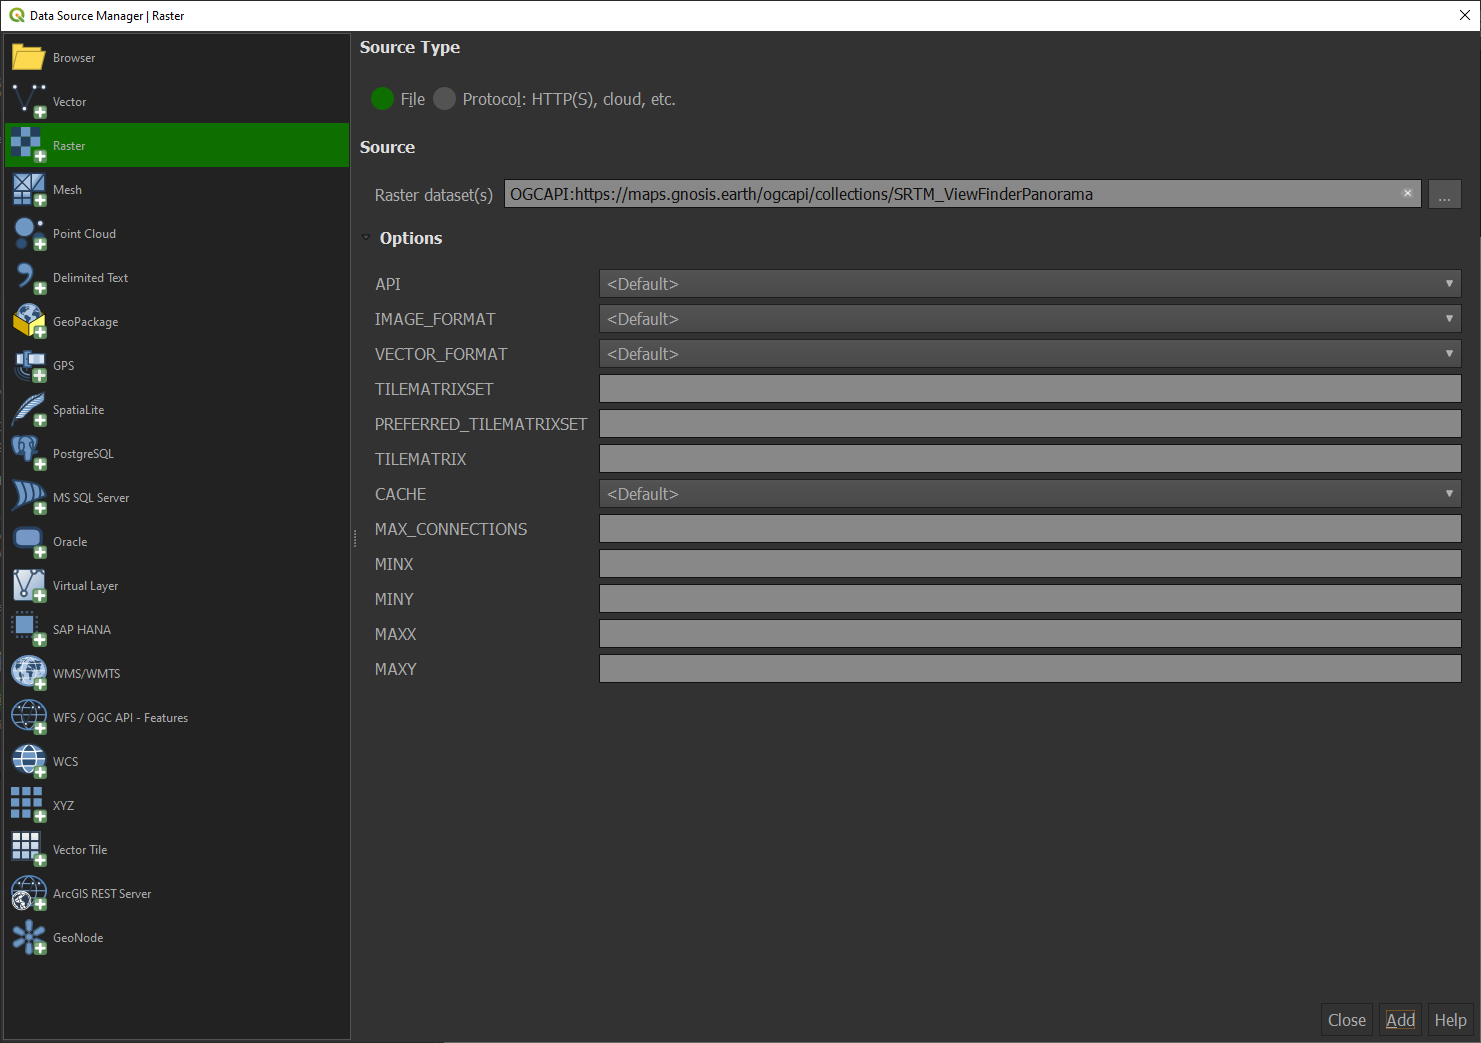 Data Source Manager | Raster
Browser
Vector
Raster
Mesh
Point Cloud
Delimited Text
GeoPackage
GPS
SpatiaLite
PostgreSQL
MS SQL Server
Oracle
Virtual Layer
SAP HANA
WMS/WMTS
WFS / OGC API - Features
WCS
XYZ
Vector Tile
ArcGIS REST Server
GeoNode
Source Type
File Protocol: HTTP(S), cloud, etc.
Source
Raster dataset(s) OGCAPI:https://maps.gnosis.earth/ogcapi/collections/SRTM_ViewFinderPanorama ...
Options
API <Default>
IMAGE_FORMAT <Default>
VECTOR_FORMAT <Default>
TILEMATRIXSET
PREFERRED_TILEMATRIXSET
TILEMATRIX
CACHE <Default>
MAX_CONNECTIONS
MINX
MINY
MAXX
MAXY
Close Add Help